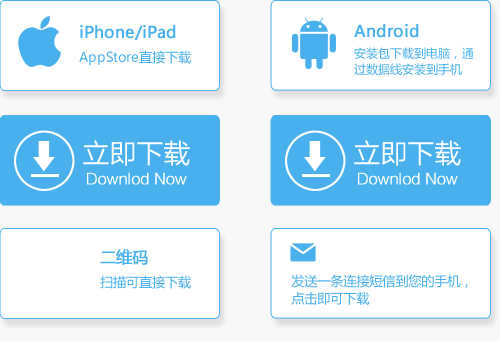 iPhone/iPad
AppStore直接下载
Android
安装包下载到电脑，通
过数据线安装到手机
立即下载
Downlod Now
立即下载
Downlod Now
二维码
扫描可直接下载
发送一条连接短信到您的手机，
点击即可下载